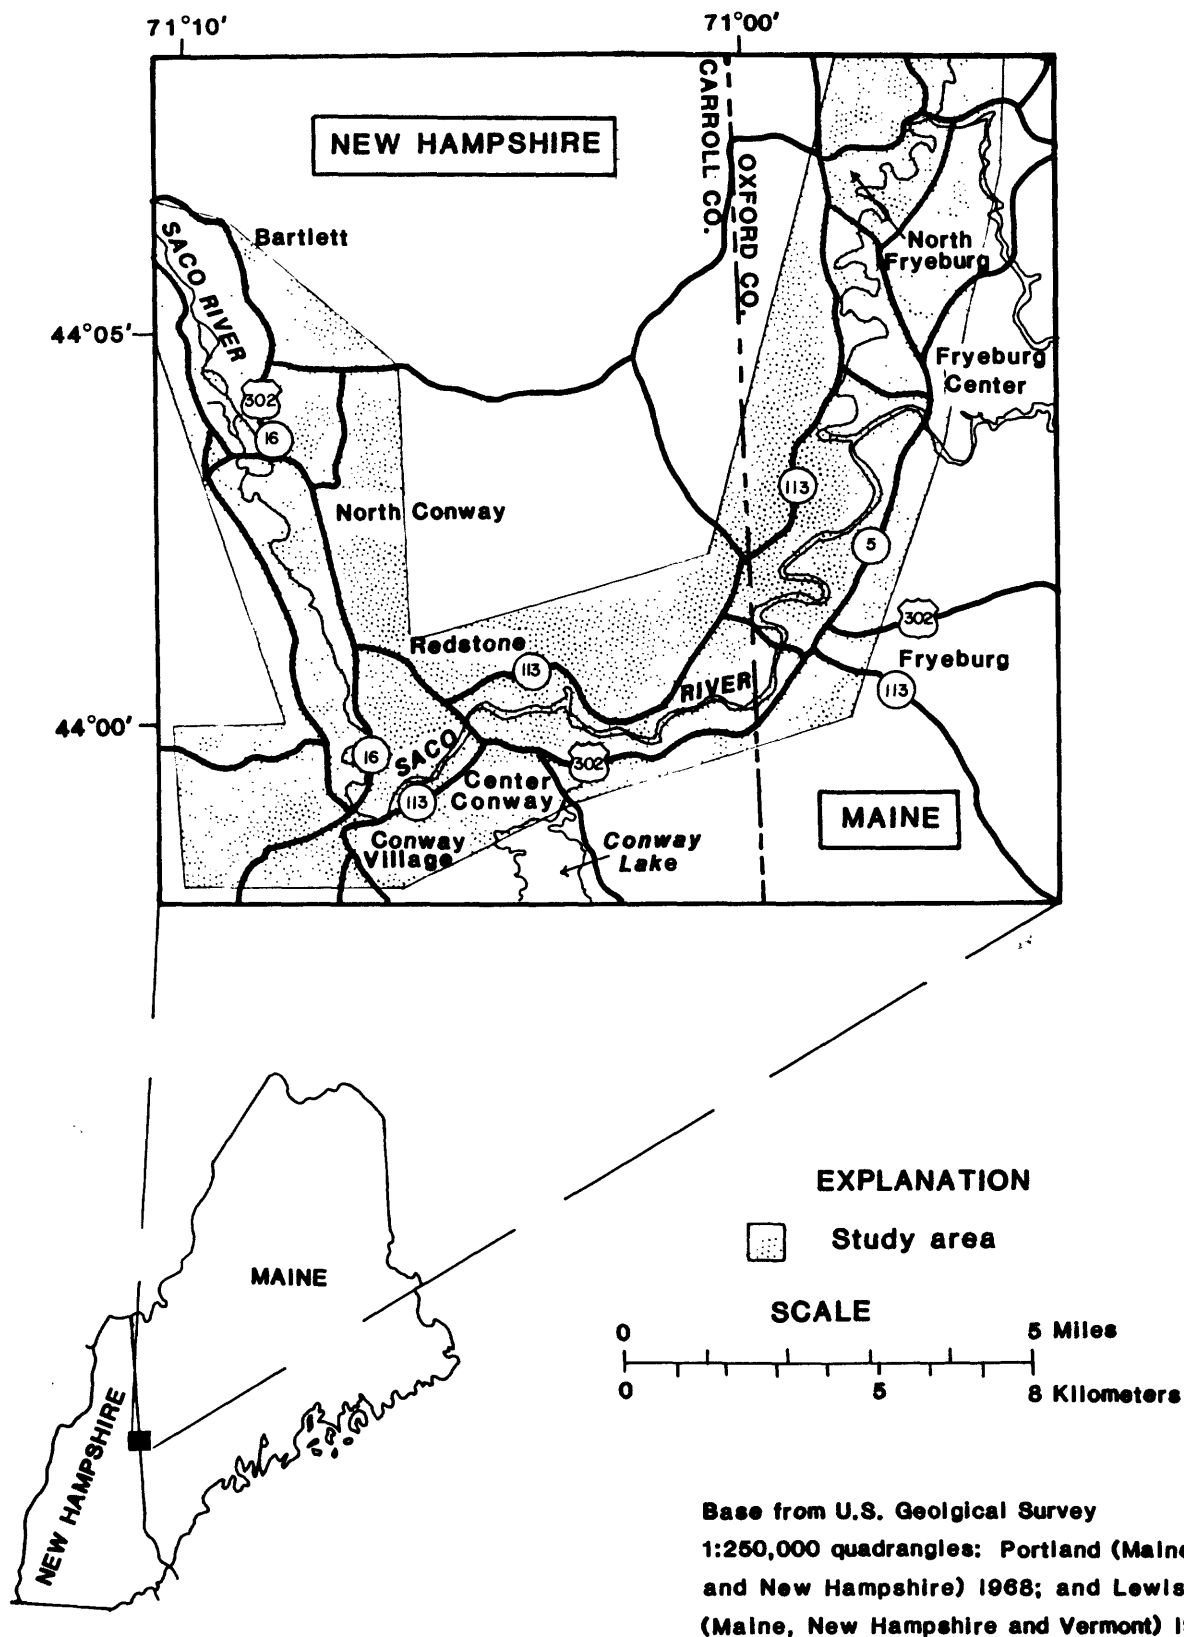 71°10′
71°00′
NEW HAMPSHIRE
CARROLL CO.
OXFORD CO.
SACO RIVER
Bartlett
North
Fryeburg
44°05′
Fryeburg
Center
302
16
113
North Conway
5
302
Redstone
Fryeburg
113
RIVER
113
44°00′
16
SACO
302
Center
Conway
113
MAINE
Conway
Village
Conway
Lake
EXPLANATION
Study area
MAINE
SCALE
0
5 Miles
0
5
8 Kilometers
NEW HAMPSHIRE
Base from U.S. Geolgical Survey
1:250,000 quadrangles: Portland (Maine
and New Hampshire) 1968; and Lewis
(Maine, New Hampshire and Vermont)